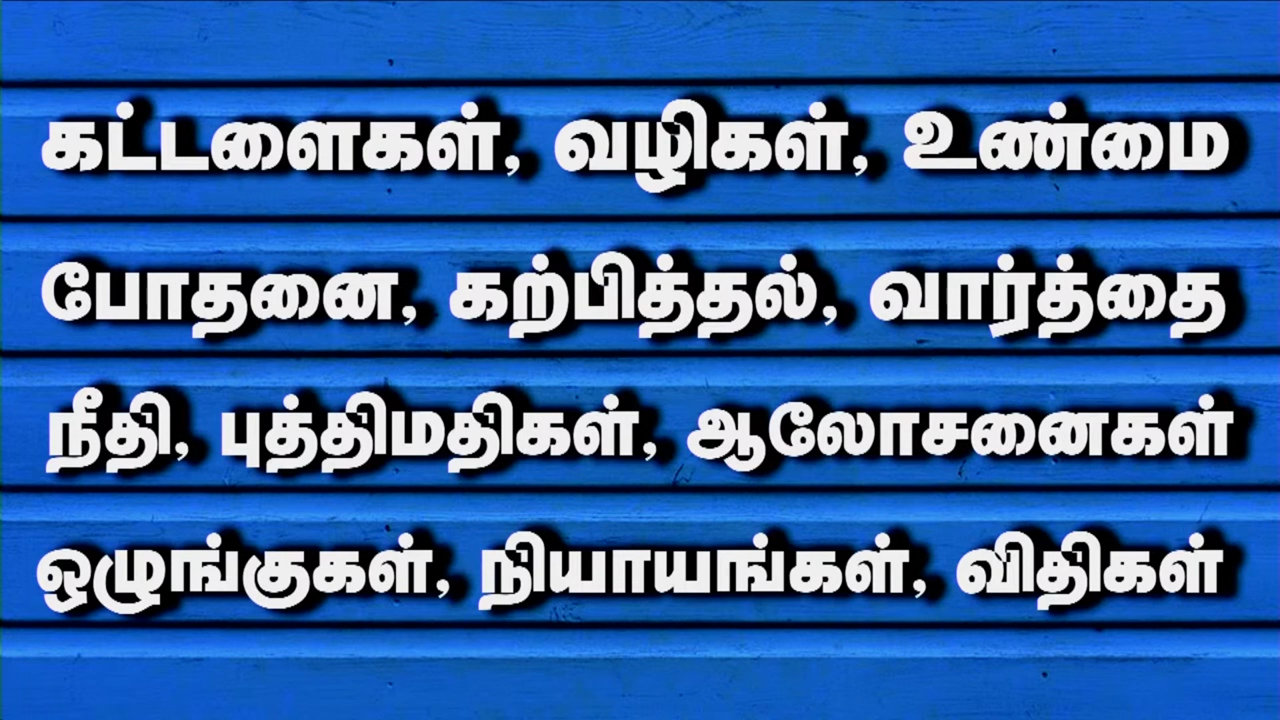 கட்டளைகள், வழிகள், உண்மை
போதனை, கற்பித்தல், வார்த்தை
நீதி, புத்திமதிகள், ஆலோசனைகள்
ஒழுங்குகள், நியாயங்கள், விதிகள்